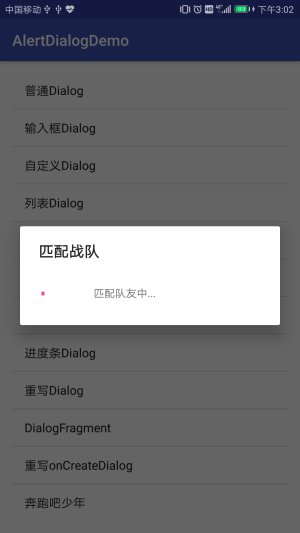 中国移动 93 下午3:02
AlertDialogDemo
普通Dialog
输入框Dialog
自定义Dialog
列表Dialog
匹配战队
匹配队友中...
进度条Dialog
重写Dialog
DialogFragment
重写onCreateDialog
奔跑吧少年